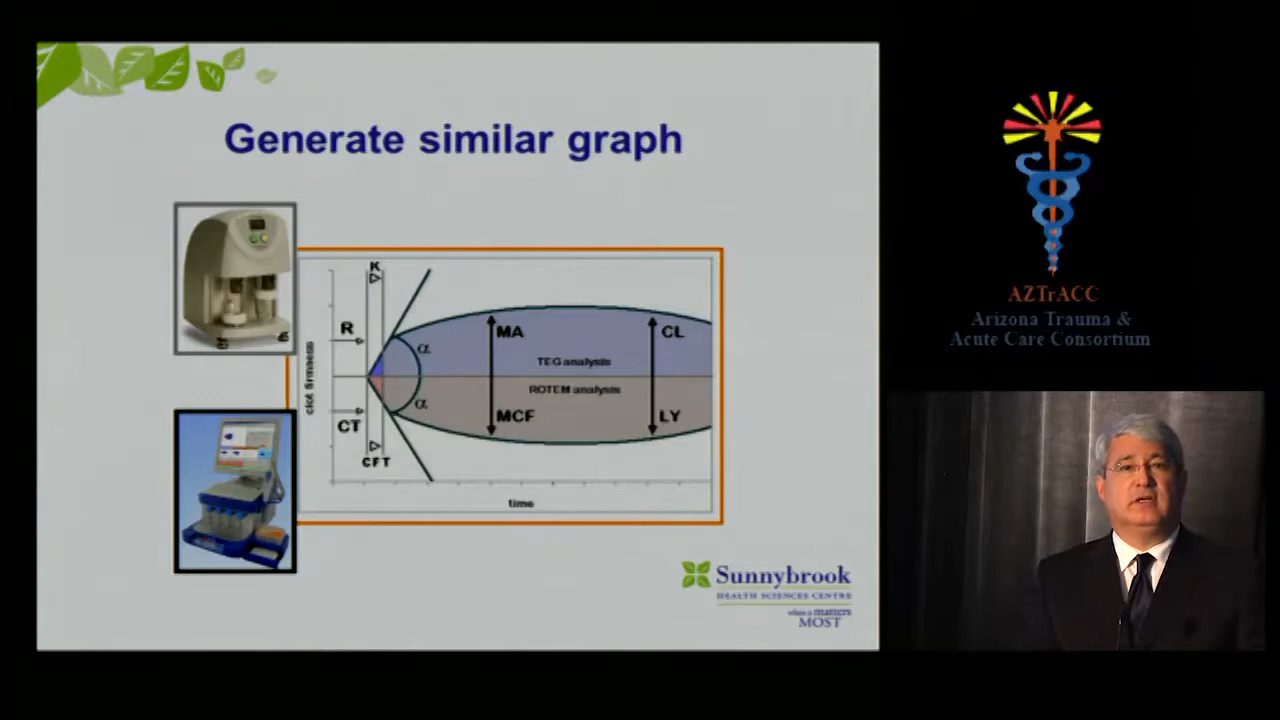 Generate similar graph
K
R
α
MA
CL
TEG analysis
clot firmness
ROTEM analysis
α
MCF
LY
CT
CFT
time
Sunnybrook
HEALTH SCIENCES CENTRE
when it matters
MOST
AZTrACC
Arizona Trauma &
Acute Care Consortium